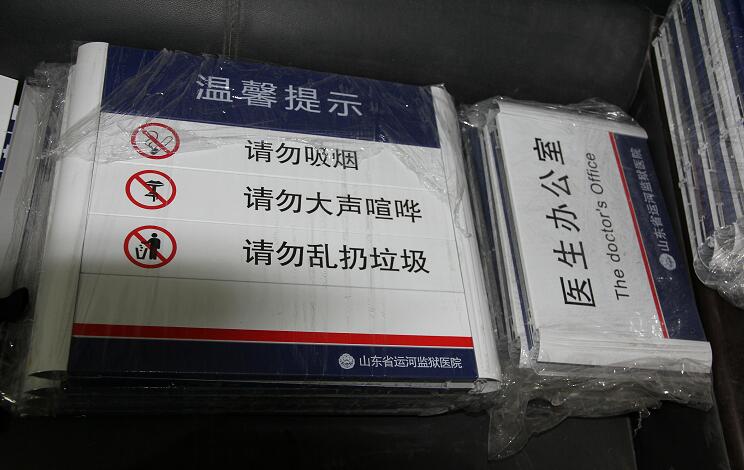 温馨提示
请勿吸烟
请勿大声喧哗
请勿乱扔垃圾
山东省运河监狱医院
医生办公室
The doctor's Office
山东省运河监狱医院